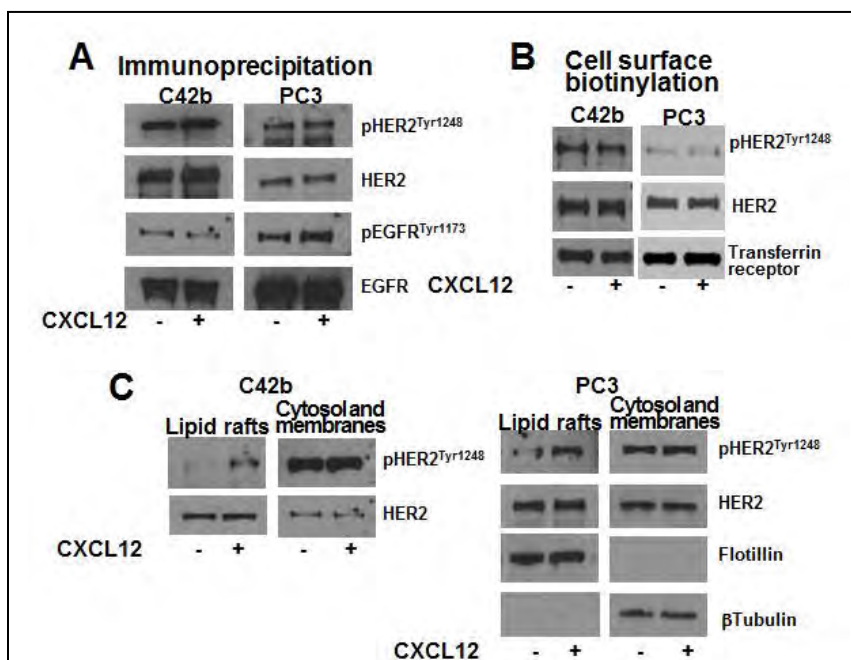 A Immunoprecipitation
C42b PC3
pHER2Tyr1248
HER2
pEGFRTyr1173
EGFR
CXCL12 - + - +
B Cell surface
biotinylation
C42b PC3
pHER2Tyr1248
HER2
Transferrin
receptor
CXCL12 - + - +
C
C42b
Lipid rafts Cytosol and
membranes
pHER2Tyr1248
HER2
CXCL12 - + - +
PC3
Lipid rafts Cytosol and
membranes
pHER2Tyr1248
HER2
Flotillin
βTubulin
CXCL12 - + - +